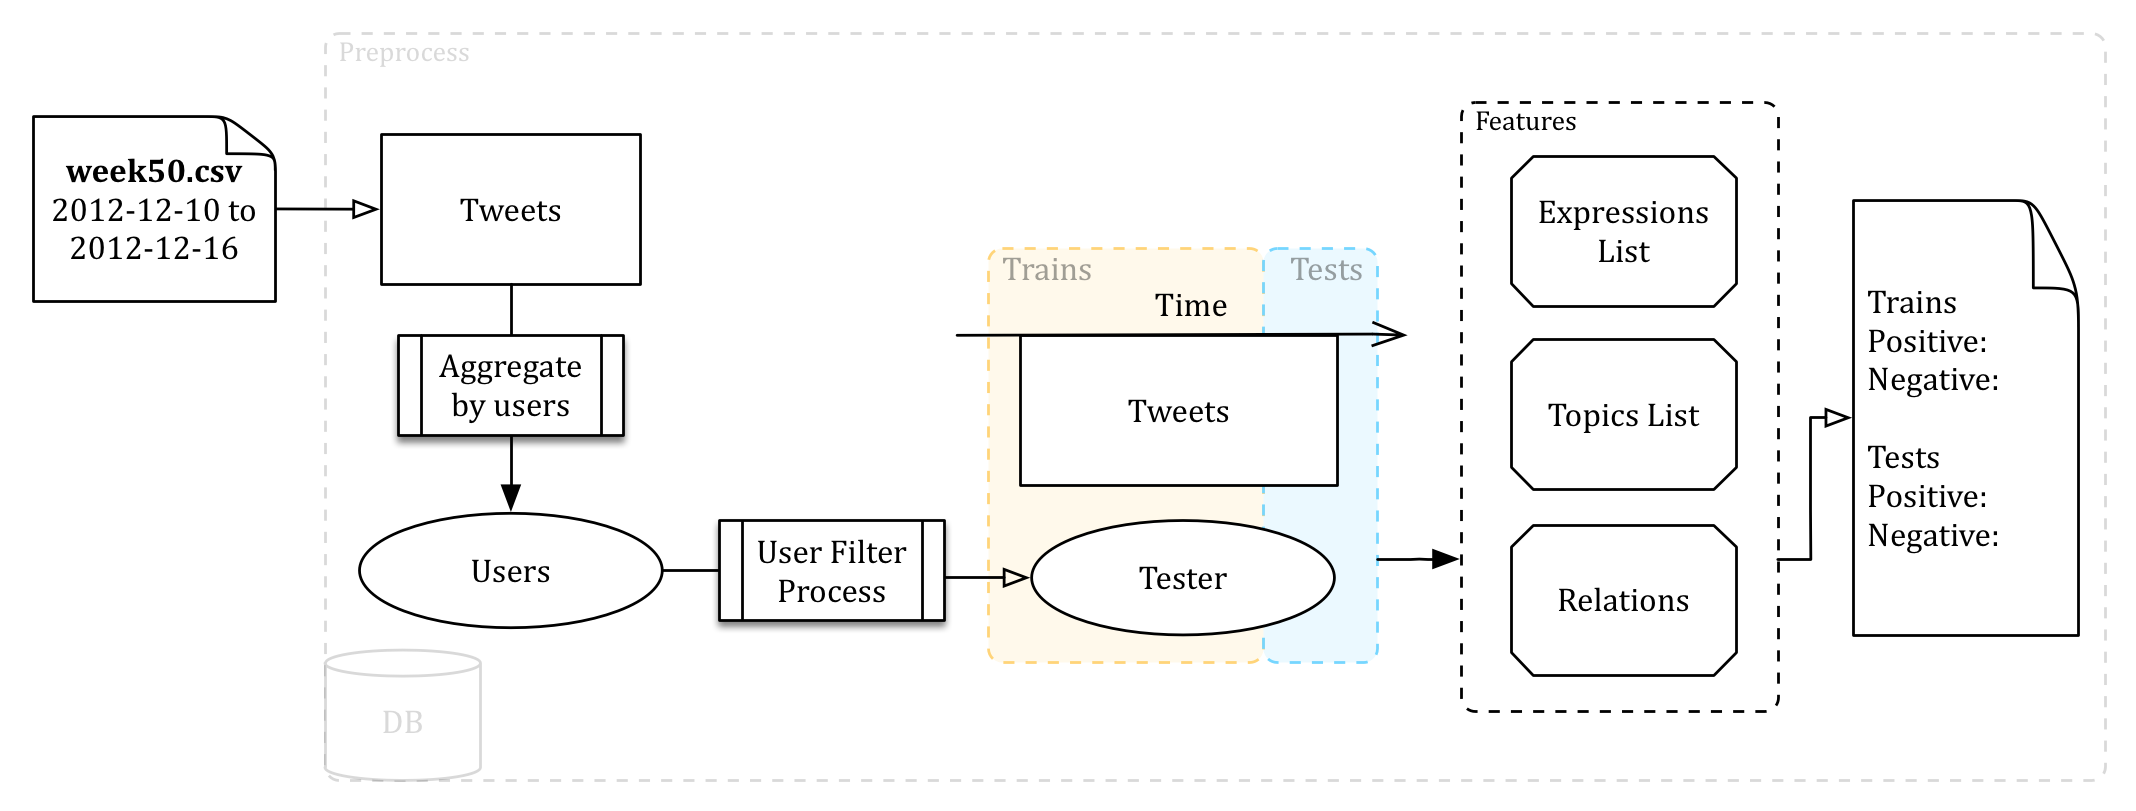 Preprocess
week50.csv
2012-12-10 to
2012-12-16
Tweets
Aggregate
by users
Users
User Filter
Process
DB
Trains
Tests
Time
Tweets
Tester
Features
Expressions
List
Topics List
Relations
Trains
Positive:
Negative:
Tests
Positive:
Negative: